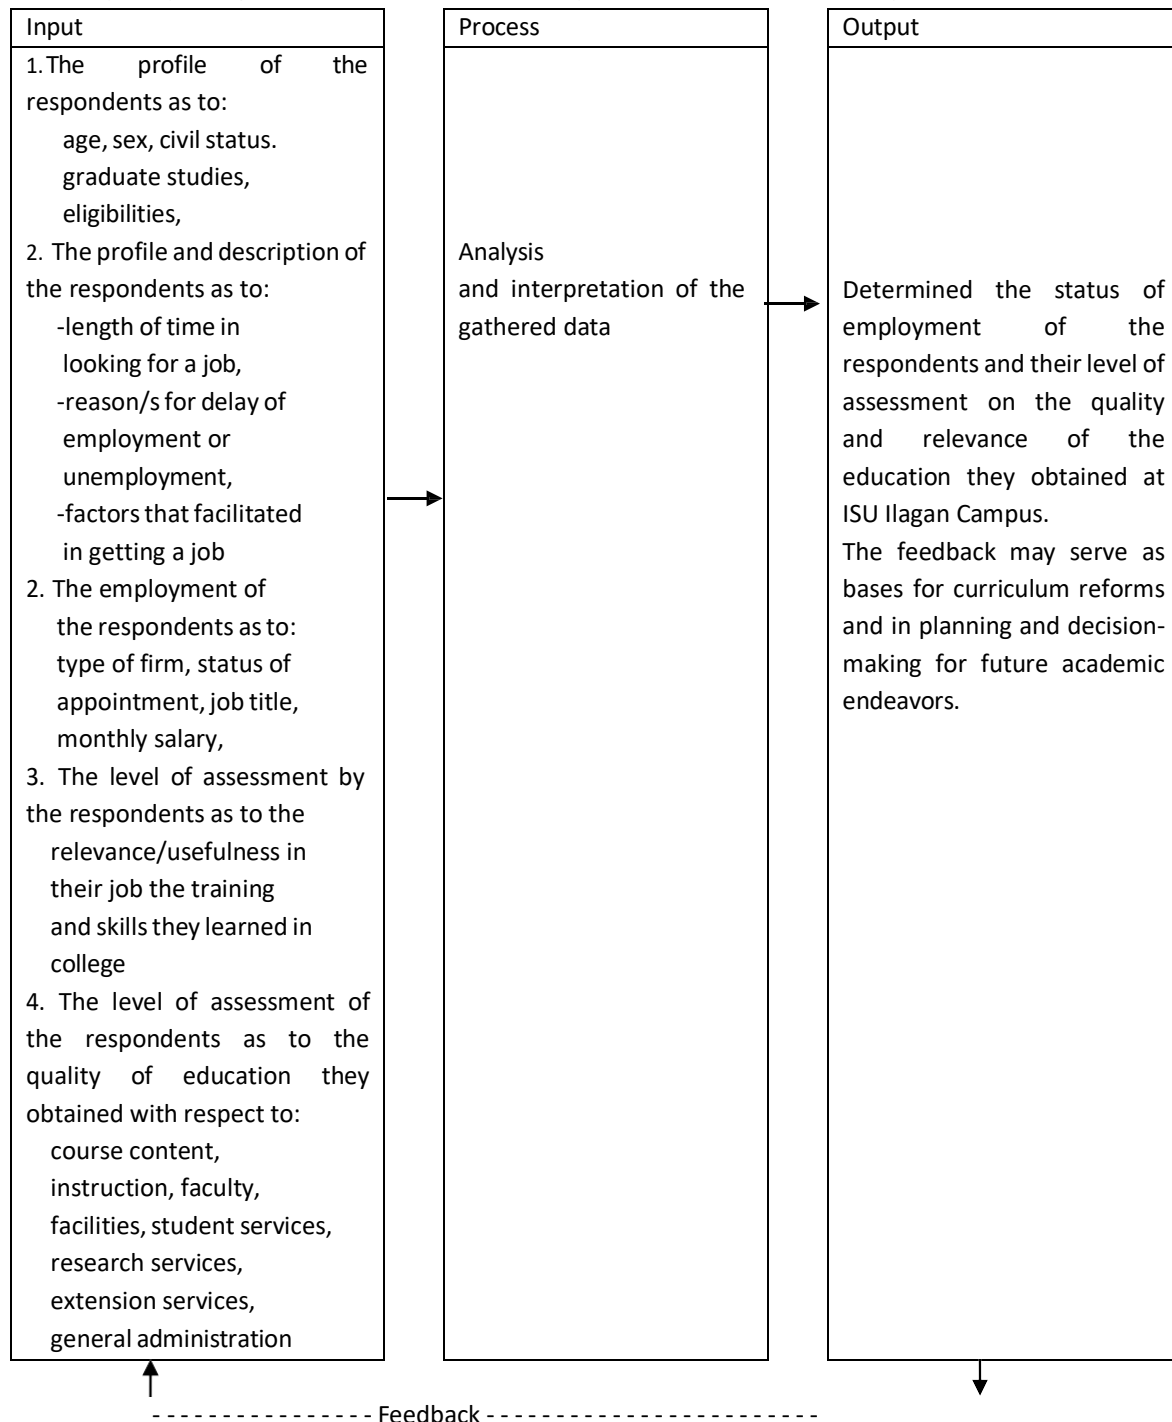 Input
1.The profile of the
respondents as to:
age, sex, civil status.
graduate studies,
eligibilities,
2. The profile and description of
the respondents as to:
-length of time in
looking for a job,
-reason/s for delay of
employment or
unemployment,
-factors that facilitated
in getting a job
2. The employment of
the respondents as to:
type of firm, status of
appointment, job title,
monthly salary,
3. The level of assessment by
the respondents as to the
relevance/usefulness in
their job the training
and skills they learned in
college
4. The level of assessment of
the respondents as to the
quality of education they
obtained with respect to:
course content,
instruction, faculty,
facilities, student services,
research services,
extension services,
general administration
Process
Analysis
and interpretation of the
gathered data
Output
Determined the status of
employment of the
respondents and their level of
assessment on the quality
and relevance of the
education they obtained at
ISU Ilagan Campus.
The feedback may serve as
bases for curriculum reforms
and in planning and decision-
making for future academic
endeavors.
- - - - - - - - - - - - - - - - Feedback - - - - - - - - - - - - - - - - - - - - - - - -